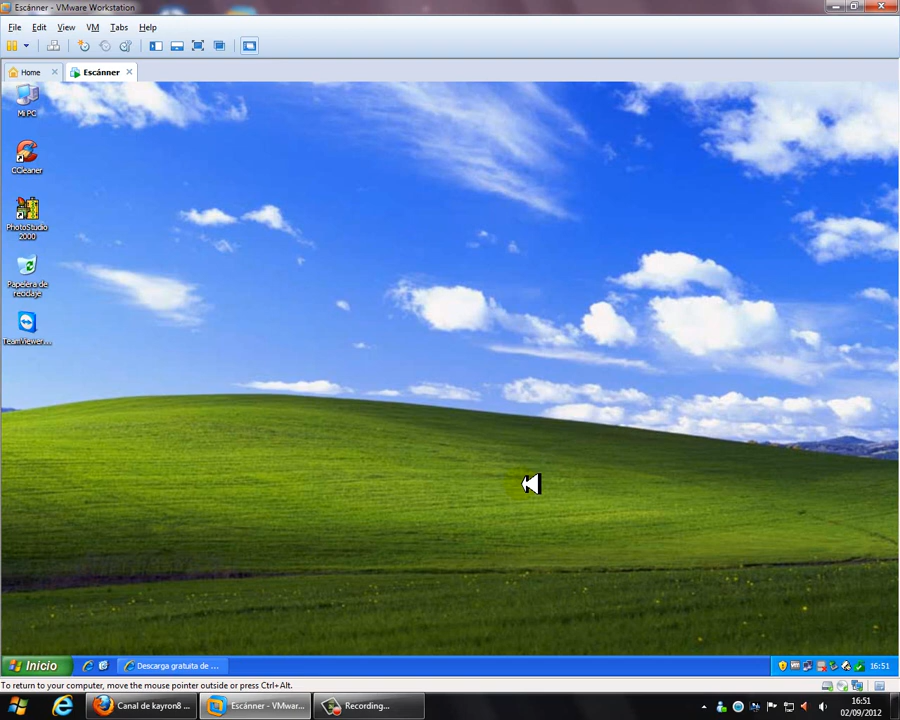 Escánner - VMware Workstation
File Edit View VM Tabs Help
Home Escánner
Mi PC
CCleaner
PhotoStudio
2000
Papelera de
reciclaje
TeamViewer...
Inicio Descarga gratuita de ... 16:51
To return to your computer, move the mouse pointer outside or press Ctrl+Alt.
Canal de kayron8 ... Escánner - VMwar... Recording... 16:51
02/09/2012